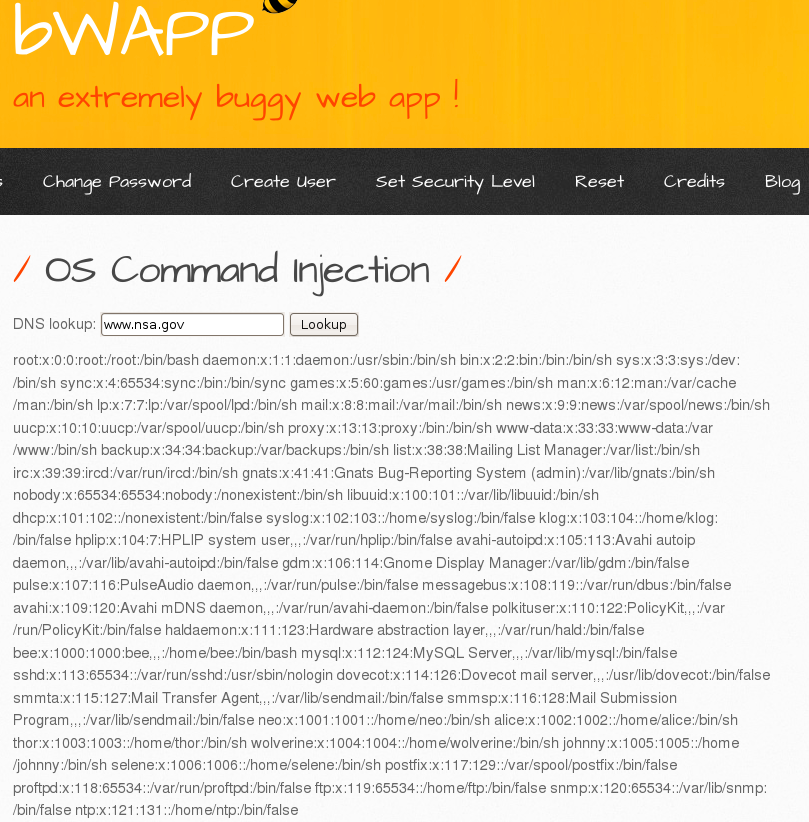 bWAPP
an extremely buggy web app !
s Change Password Create User Set Security Level Reset Credits Blog
/ OS Command Injection /
DNS lookup: www.nsa.gov Lookup
root:x:0:0:root:/root:/bin/bash daemon:x:1:1:daemon:/usr/sbin:/bin/sh bin:x:2:2:bin:/bin:/bin/sh sys:x:3:3:sys:/dev:
/bin/sh sync:x:4:65534:sync:/bin:/bin/sync games:x:5:60:games:/usr/games:/bin/sh man:x:6:12:man:/var/cache
/man:/bin/sh lp:x:7:7:lp:/var/spool/lpd:/bin/sh mail:x:8:8:mail:/var/mail:/bin/sh news:x:9:9:news:/var/spool/news:/bin/sh
uucp:x:10:10:uucp:/var/spool/uucp:/bin/sh proxy:x:13:13:proxy:/bin:/bin/sh www-data:x:33:33:www-data:/var
/www:/bin/sh backup:x:34:34:backup:/var/backups:/bin/sh list:x:38:38:Mailing List Manager:/var/list:/bin/sh
irc:x:39:39:ircd:/var/run/ircd:/bin/sh gnats:x:41:41:Gnats Bug-Reporting System (admin):/var/lib/gnats:/bin/sh
nobody:x:65534:65534:nobody:/nonexistent:/bin/sh libuuid:x:100:101::/var/lib/libuuid:/bin/sh
dhcp:x:101:102::/nonexistent:/bin/false syslog:x:102:103::/home/syslog:/bin/false klog:x:103:104::/home/klog:
/bin/false hplip:x:104:7:HPLIP system user,,,:/var/run/hplip:/bin/false avahi-autoipd:x:105:113:Avahi autoip
daemon,,,:/var/lib/avahi-autoipd:/bin/false gdm:x:106:114:Gnome Display Manager:/var/lib/gdm:/bin/false
pulse:x:107:116:PulseAudio daemon,,,:/var/run/pulse:/bin/false messagebus:x:108:119::/var/run/dbus:/bin/false
avahi:x:109:120:Avahi mDNS daemon,,,:/var/run/avahi-daemon:/bin/false polkituser:x:110:122:PolicyKit,,,:/var
/run/PolicyKit:/bin/false haldaemon:x:111:123:Hardware abstraction layer,,,:/var/run/hald:/bin/false
bee:x:1000:1000:bee,,,:/home/bee:/bin/bash mysql:x:112:124:MySQL Server,,,:/var/lib/mysql:/bin/false
sshd:x:113:65534::/var/run/sshd:/usr/sbin/nologin dovecot:x:114:126:Dovecot mail server,,,:/usr/lib/dovecot:/bin/false
smmta:x:115:127:Mail Transfer Agent,,,:/var/lib/sendmail:/bin/false smmsp:x:116:128:Mail Submission
Program,,,:/var/lib/sendmail:/bin/false neo:x:1001:1001::/home/neo:/bin/sh alice:x:1002:1002::/home/alice:/bin/sh
thor:x:1003:1003::/home/thor:/bin/sh wolverine:x:1004:1004::/home/wolverine:/bin/sh johnny:x:1005:1005::/home
/johnny:/bin/sh selene:x:1006:1006::/home/selene:/bin/sh postfix:x:117:129::/var/spool/postfix:/bin/false
proftpd:x:118:65534::/var/run/proftpd:/bin/false ftp:x:119:65534::/home/ftp:/bin/false snmp:x:120:65534::/var/lib/snmp:
/bin/false ntp:x:121:131::/home/ntp:/bin/false